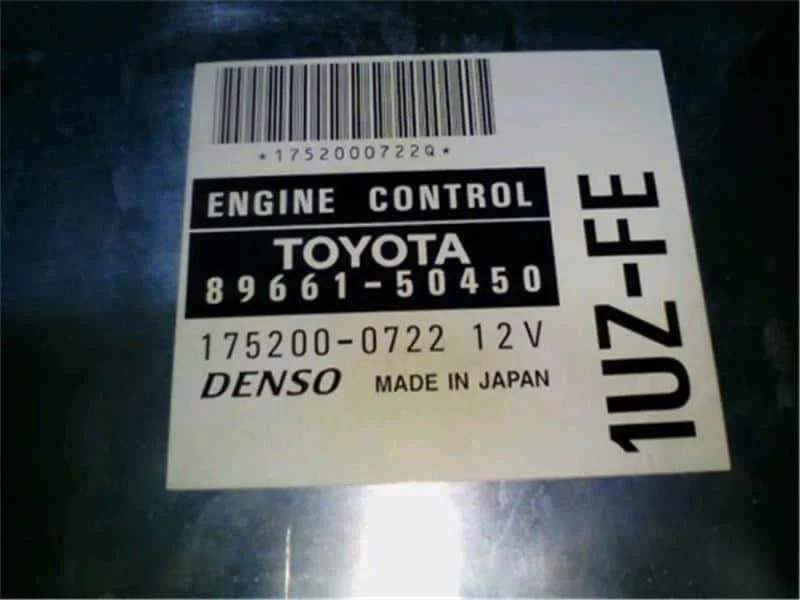 *1752000722Q*
ENGINE CONTROL
TOYOTA
89661-50450
175200-0722 12V
DENSO MADE IN JAPAN
1UZ-FE